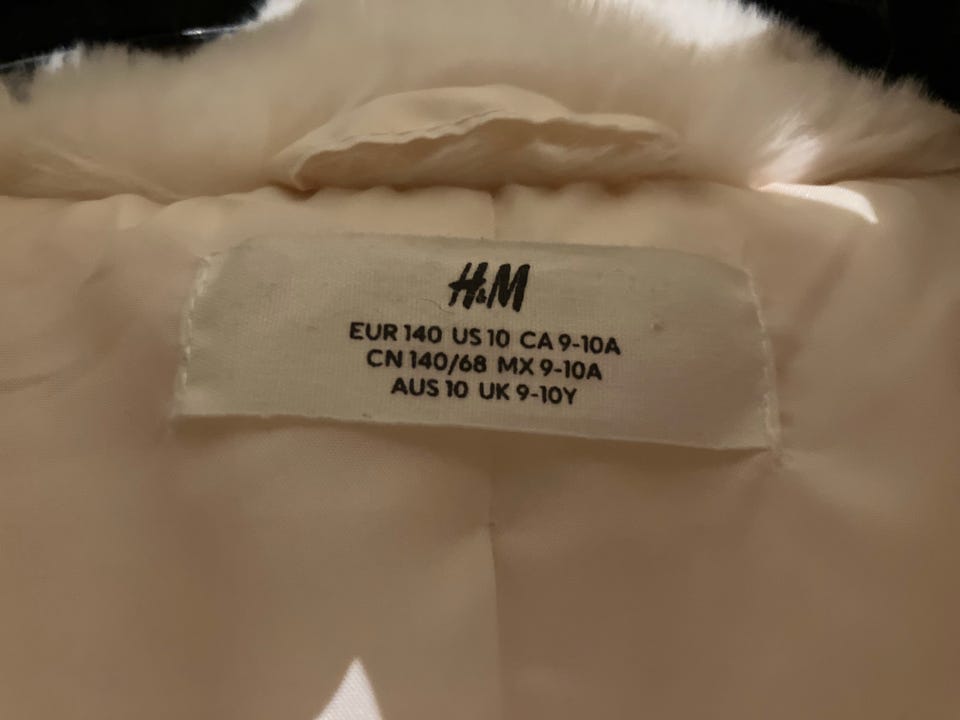 H&M
EUR 140 US 10 CA 9-10A
CN 140/68 MX 9-10A
AUS 10 UK 9-10Y